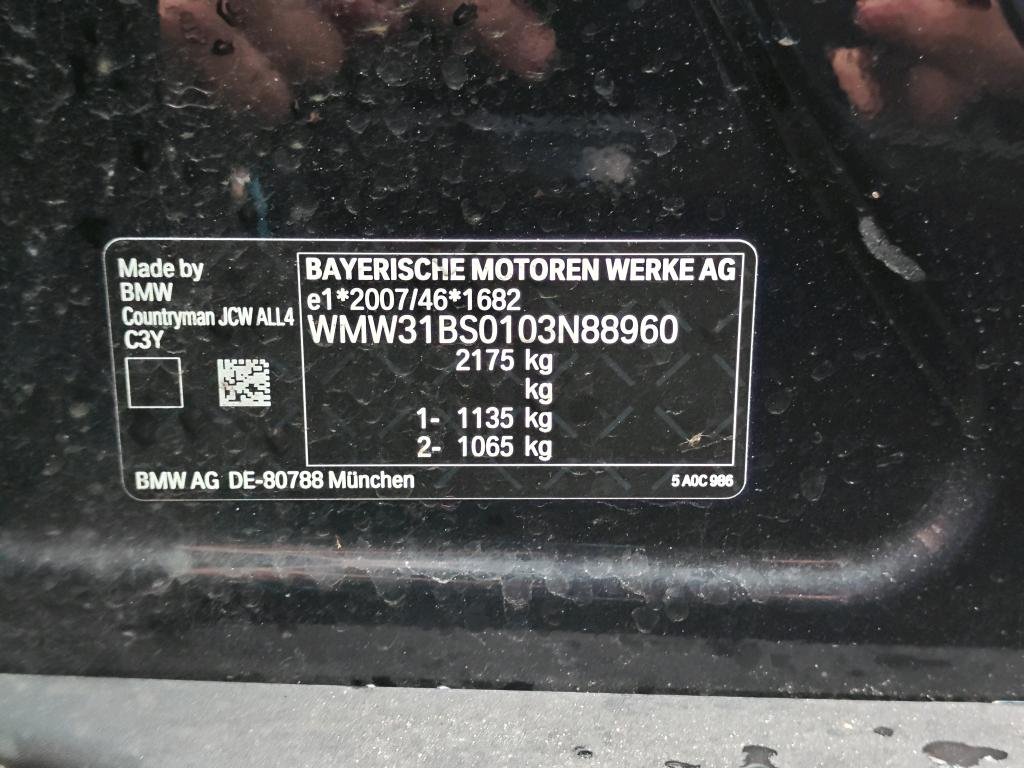 Made by
BMW
Countryman JCW ALL4
C3Y
BAYERISCHE MOTOREN WERKE AG
e1*2007/46*1682
WMW31BS0103N88960
2175 kg
kg
1- 1135 kg
2- 1065 kg
BMW AG DE-80788 München
5 A0C 986